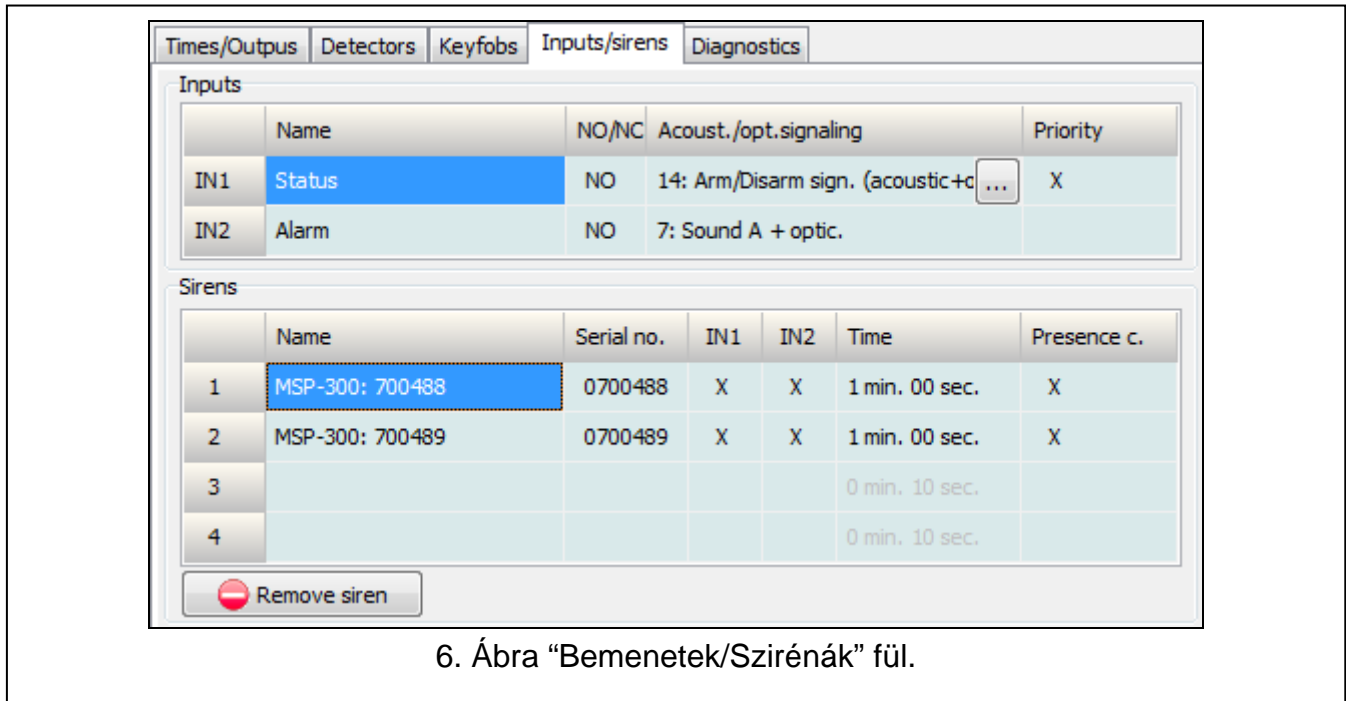 Times/Outpus Detectors Keyfobs Inputs/sirens Diagnostics
Inputs
Name NO/NC Acoust./opt.signaling Priority
IN1 Status NO 14: Arm/Disarm sign. (acoustic+o ... X
IN2 Alarm NO 7: Sound A + optic.
Sirens
Name Serial no. IN1 IN2 Time Presence c.
1 MSP-300: 700488 0700488 X X 1 min. 00 sec. X
2 MSP-300: 700489 0700489 X X 1 min. 00 sec. X
3 0 min. 10 sec.
4 0 min. 10 sec.
Remove siren
6. Ábra “Bemenetek/Szirénák” fül.